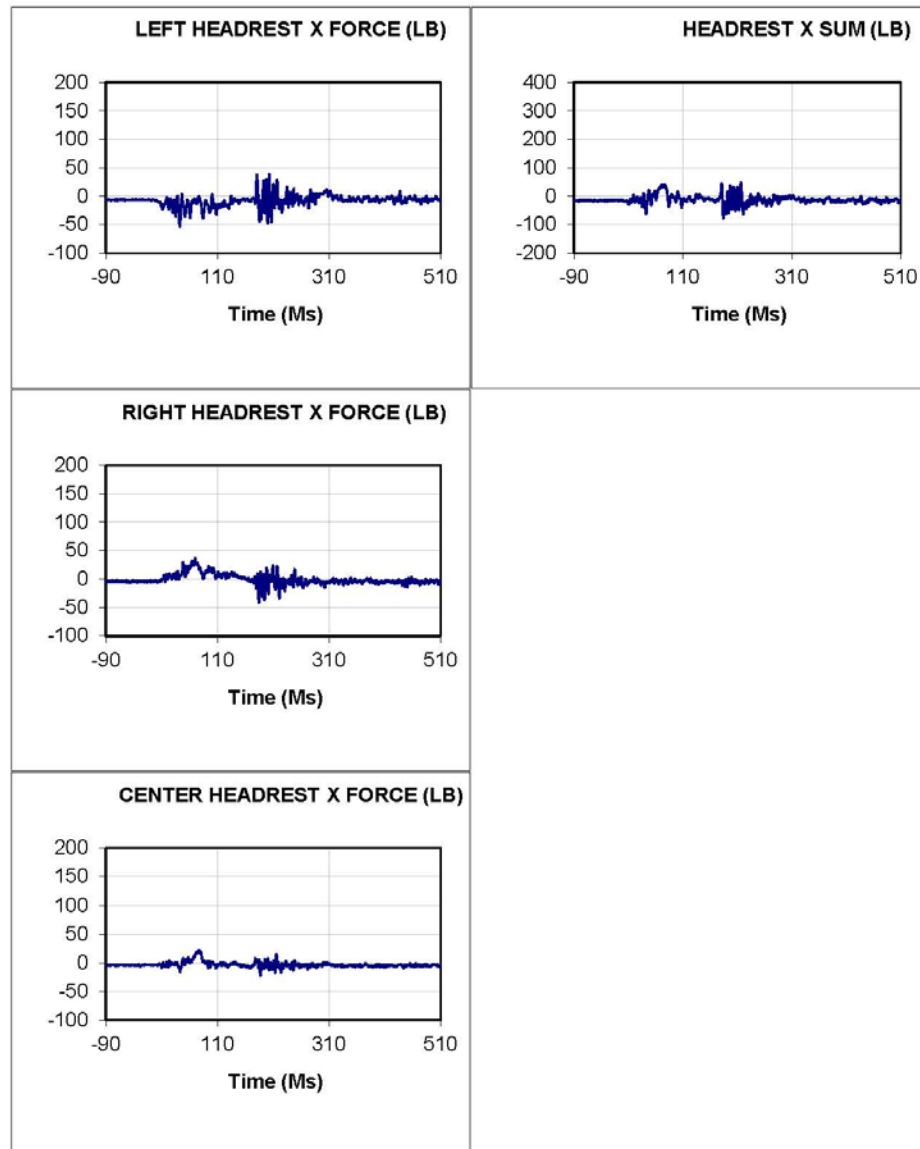 LEFT HEADREST X FORCE (LB)
200
150
100
50
0
-50
-100
-90 110 310 510
Time (Ms)
HEADREST X SUM (LB)
400
300
200
100
0
-100
-200
-90 110 310 510
Time (Ms)
RIGHT HEADREST X FORCE (LB)
200
150
100
50
0
-50
-100
-90 110 310 510
Time (Ms)
CENTER HEADREST X FORCE (LB)
200
150
100
50
0
-50
-100
-90 110 310 510
Time (Ms)